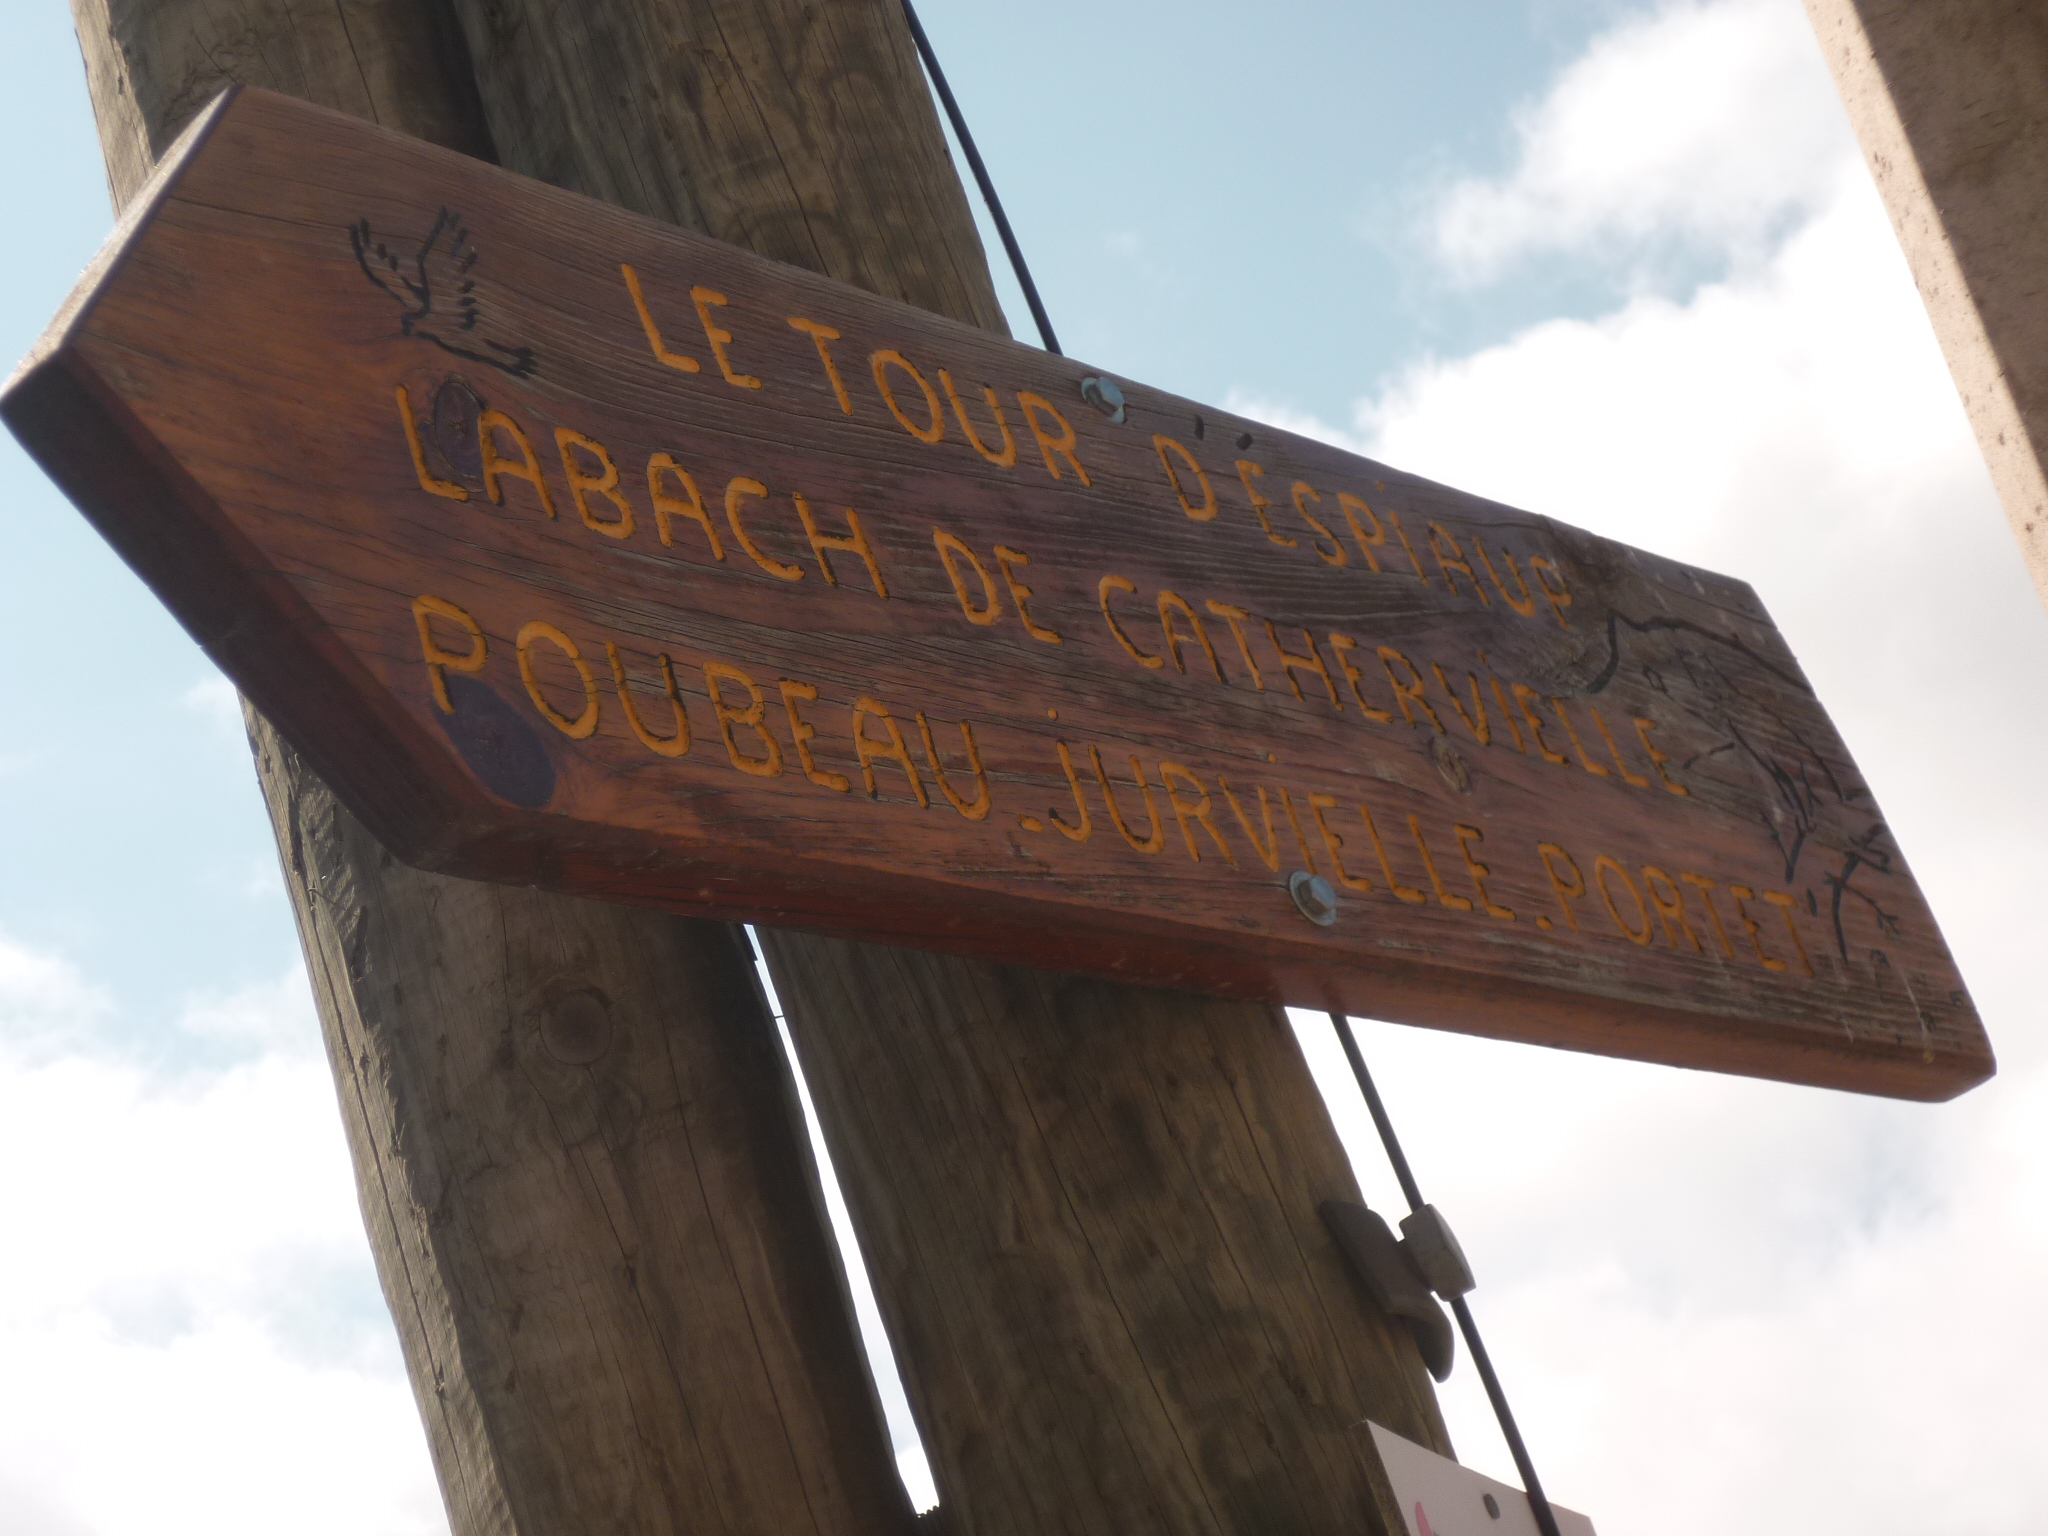 LE TOUR D'ESPIAUP
LABACH DE CATHERVIELLE
POUBEAU.JURVIELLE.PORTET